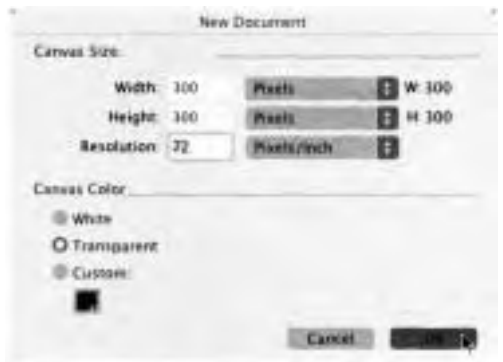 New Document
Canvas Size:
Width: 300 Pixels W: 300
Height: 300 Pixels H: 300
Resolution: 72 Pixels/Inch
Canvas Color
White
Transparent
Custom:
Cancel OK